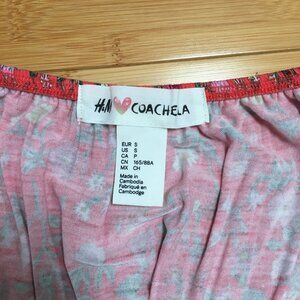 H&M COACHELLA
EUR S
US S
CA P
CN 165/88A
MX CH
Made in
Cambodia
Fabriqué en
Cambodge